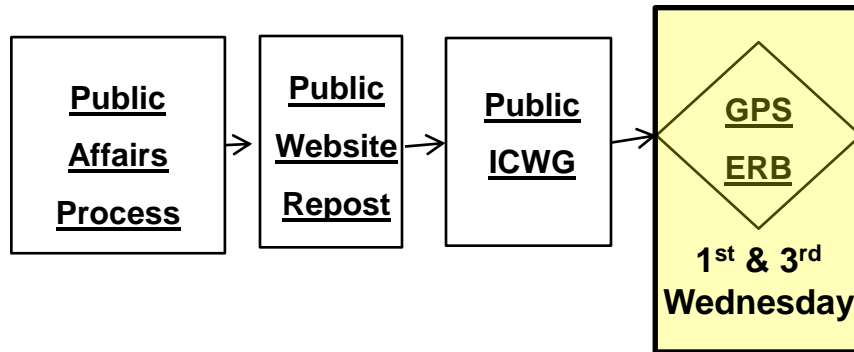 Public
Affairs
Process
Public
Website
Repost
Public
ICWG
GPS
ERB
1st & 3rd
Wednesday